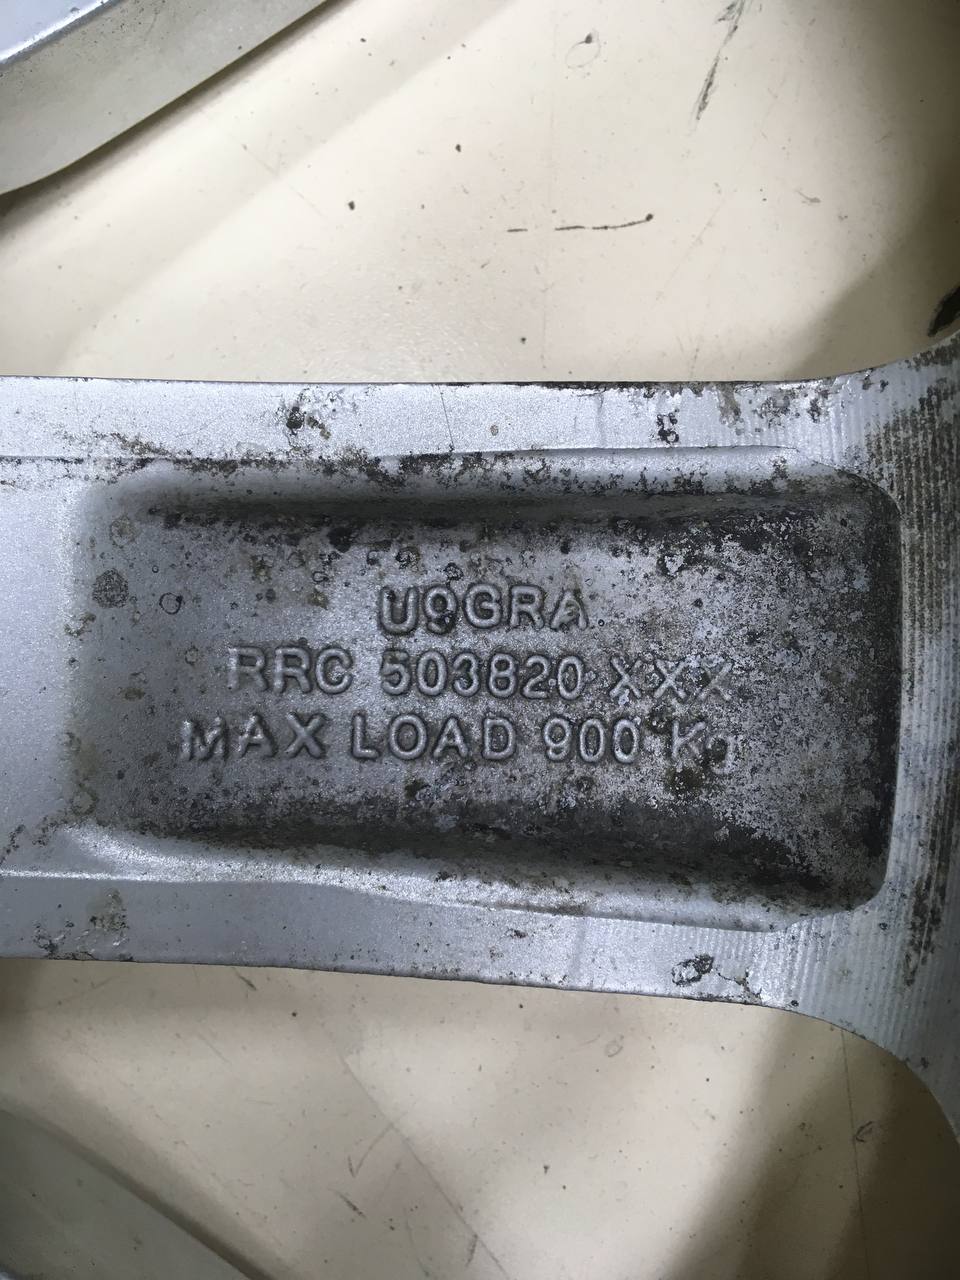 U9GRA
RRC 503820 XXX
MAX LOAD 900 Kg